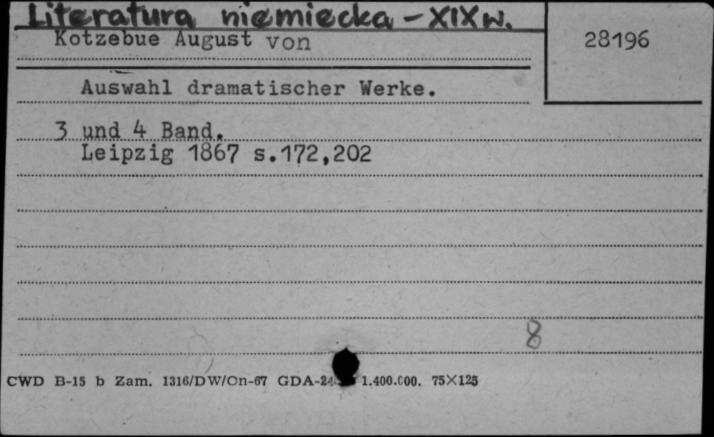 Literatura niemiecka - XIX w.
Kotzebue August von
28196
Auswahl dramatischer Werke.
3 und 4 Band.
Leipzig 1867 s.172,202
8
CWD B-15 b Zam. 1316/DW/On-67 GDA-24 1.400.000. 75X125